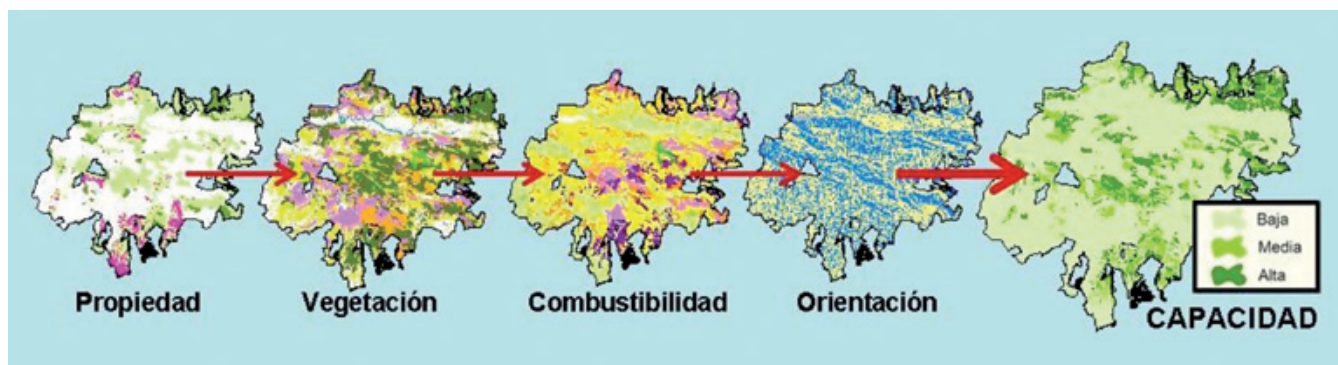 Propiedad
Vegetación
Combustibilidad
Orientación
Baja
Media
Alta
CAPACIDAD